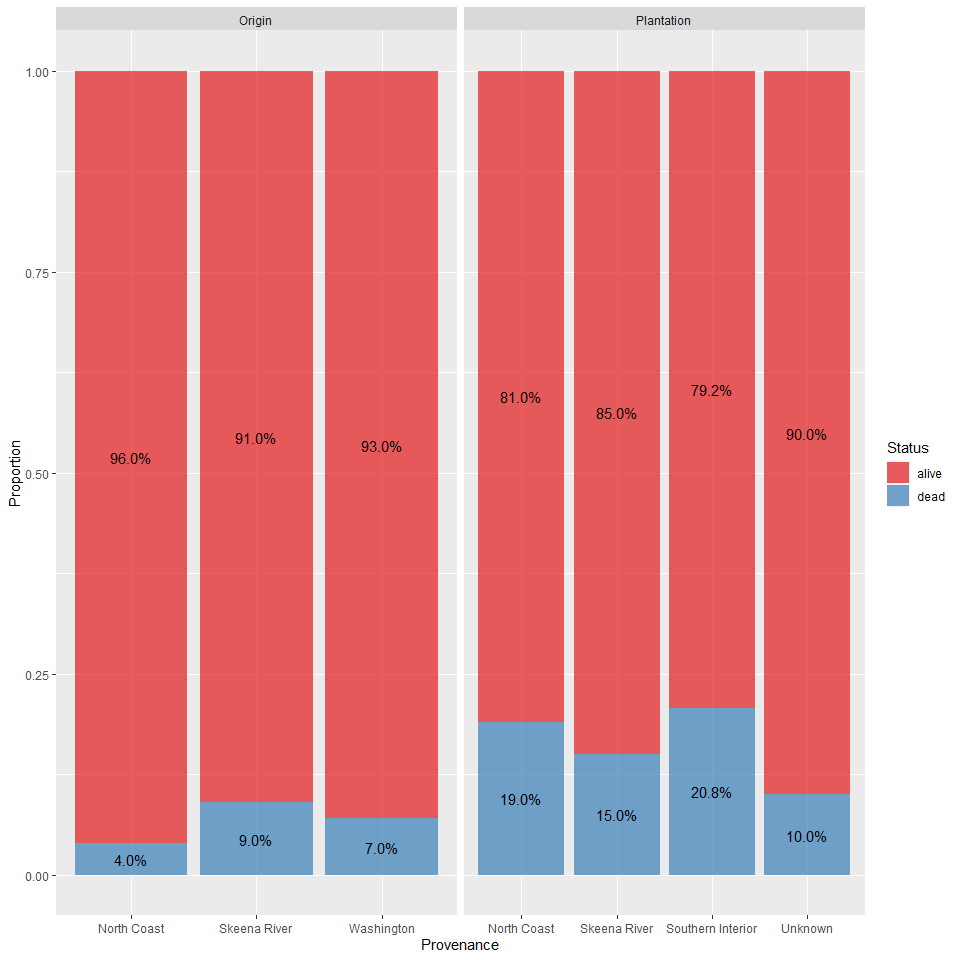 Origin
Plantation
1.00
0.75
0.50
0.25
0.00
Proportion
96.0%
91.0%
93.0%
81.0%
85.0%
79.2%
90.0%
4.0%
9.0%
7.0%
19.0%
15.0%
20.8%
10.0%
North Coast
Skeena River
Washington
North Coast
Skeena River
Southern Interior
Unknown
Provenance
Status
alive
dead